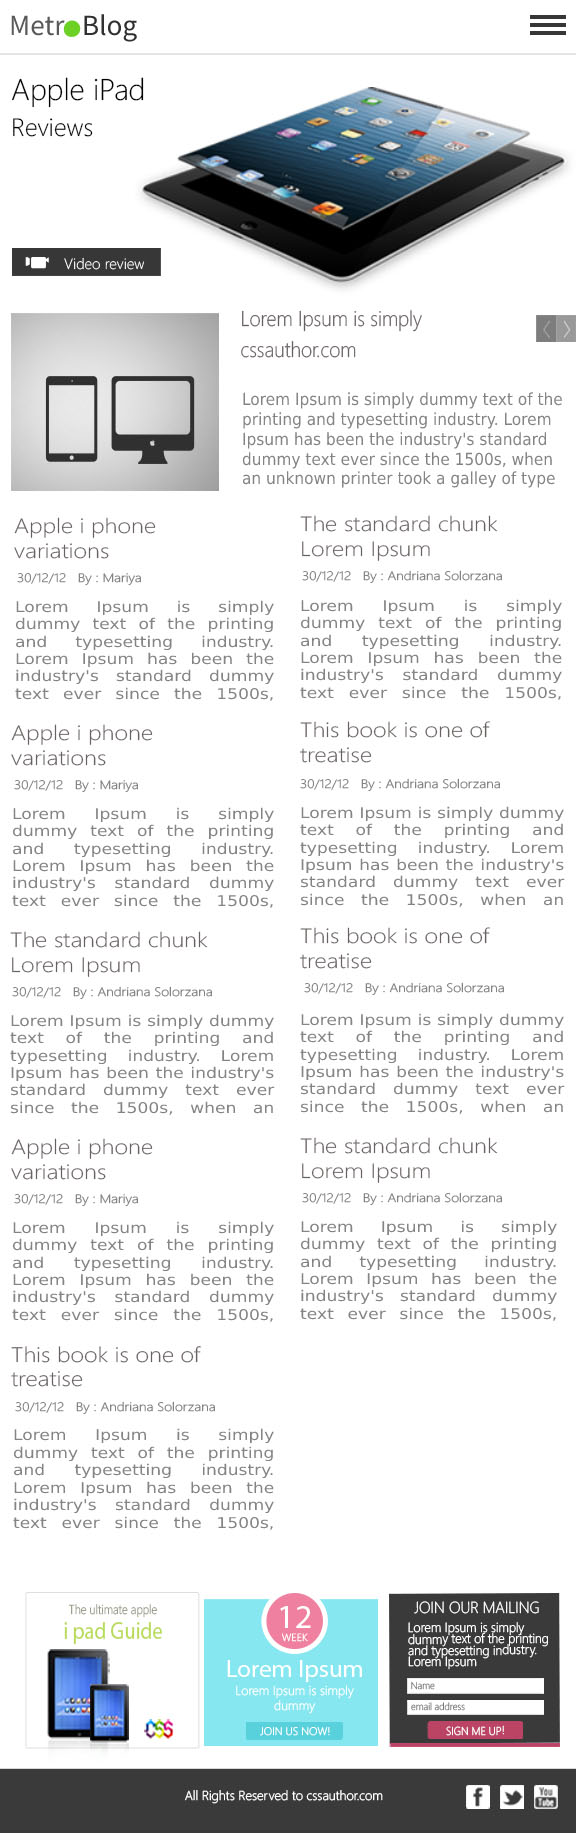 Metr Blog
Apple iPad
Reviews
Video review
Lorem Ipsum is simply
cssauthor.com
Lorem Ipsum is simply dummy text of the
printing and typesetting industry. Lorem
Ipsum has been the industry's standard
dummy text ever since the 1500s, when
an unknown printer took a galley of type
Apple i phone
variations
30/12/12 By : Mariya
Lorem Ipsum is simply
dummy text of the printing
and typesetting industry.
Lorem Ipsum has been the
industry's standard dummy
text ever since the 1500s,
The standard chunk
Lorem Ipsum
30/12/12 By : Andriana Solorzana
Lorem Ipsum is simply
dummy text of the printing
and typesetting industry.
Lorem Ipsum has been the
industry's standard dummy
text ever since the 1500s,
Apple i phone
variations
30/12/12 By : Mariya
Lorem Ipsum is simply
dummy text of the printing
and typesetting industry.
Lorem Ipsum has been the
industry's standard dummy
text ever since the 1500s,
This book is one of
treatise
30/12/12 By : Andriana Solorzana
Lorem Ipsum is simply dummy
text of the printing and
typesetting industry. Lorem
Ipsum has been the industry's
standard dummy text ever
since the 1500s, when an
The standard chunk
Lorem Ipsum
30/12/12 By : Andriana Solorzana
Lorem Ipsum is simply dummy
text of the printing and
typesetting industry. Lorem
Ipsum has been the industry's
standard dummy text ever
since the 1500s, when an
This book is one of
treatise
30/12/12 By : Andriana Solorzana
Lorem Ipsum is simply dummy
text of the printing and
typesetting industry. Lorem
Ipsum has been the industry's
standard dummy text ever
since the 1500s, when an
Apple i phone
variations
30/12/12 By : Mariya
Lorem Ipsum is simply
dummy text of the printing
and typesetting industry.
Lorem Ipsum has been the
industry's standard dummy
text ever since the 1500s,
The standard chunk
Lorem Ipsum
30/12/12 By : Andriana Solorzana
Lorem Ipsum is simply
dummy text of the printing
and typesetting industry.
Lorem Ipsum has been the
industry's standard dummy
text ever since the 1500s,
This book is one of
treatise
30/12/12 By : Andriana Solorzana
Lorem Ipsum is simply
dummy text of the printing
and typesetting industry.
Lorem Ipsum has been the
industry's standard dummy
text ever since the 1500s,
The ultimate apple
i pad Guide
CSS
12
WEEK
Lorem Ipsum
Lorem Ipsum is simply
dummy
JOIN US NOW!
JOIN OUR MAILING
Lorem Ipsum is simply
dummy text of the printing
and typesetting industry.
Lorem Ipsum
Name
email address
SIGN ME UP!
All Rights Reserved to cssauthor.com
f
You
Tube